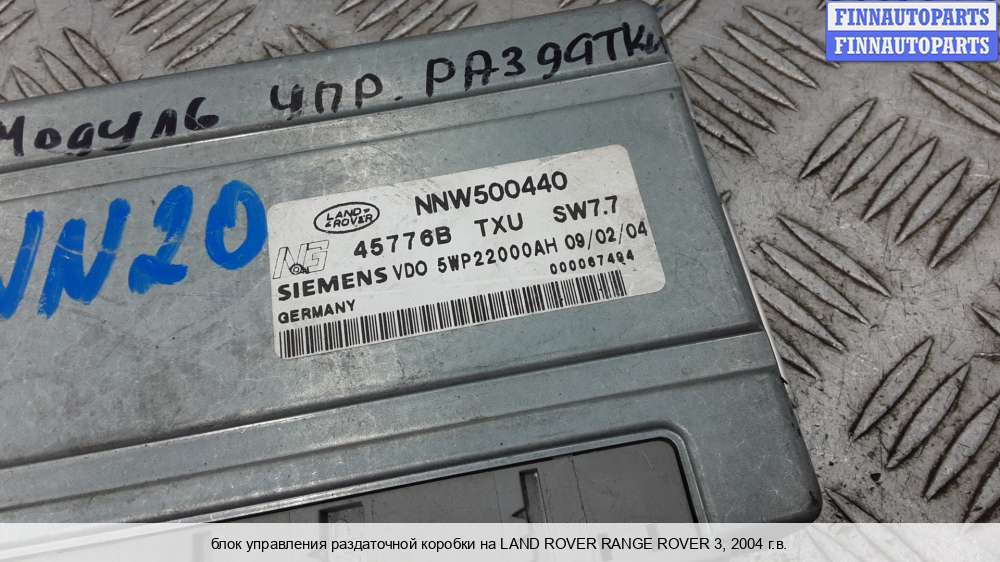 FINNAUTOPARTS
FINNAUTOPARTS
модуль упр. РАЗДАТКи
NN20
LAND
ROVER
NNW500440
45776B TXU SW7.7
SIEMENS VDO 5WP22000AH 09/02/04
000067494
GERMANY
блок управления раздаточной коробки на LAND ROVER RANGE ROVER 3, 2004 г.в.